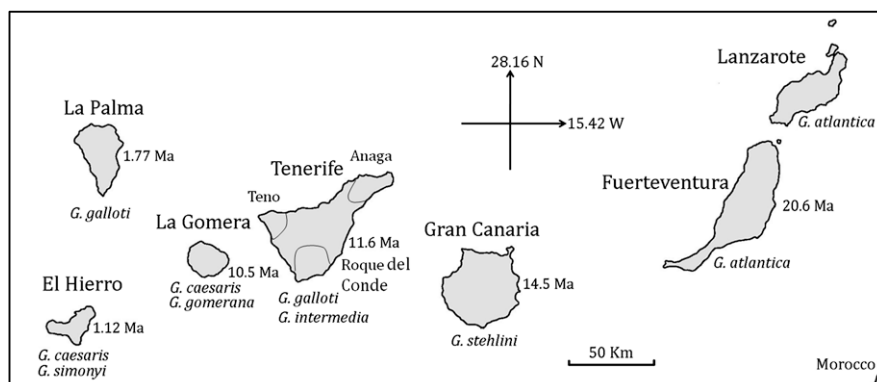 28.16 N
15.42 W
Lanzarote
G. atlantica
La Palma
1.77 Ma
G. galloti
Tenerife
Anaga
Teno
11.6 Ma
Roque del
Conde
G. galloti
G. intermedia
La Gomera
10.5 Ma
G. caesaris
G. gomerana
Gran Canaria
14.5 Ma
G. stehlini
Fuerteventura
20.6 Ma
G. atlantica
El Hierro
1.12 Ma
G. caesaris
G. simonyi
50 Km
Morocco